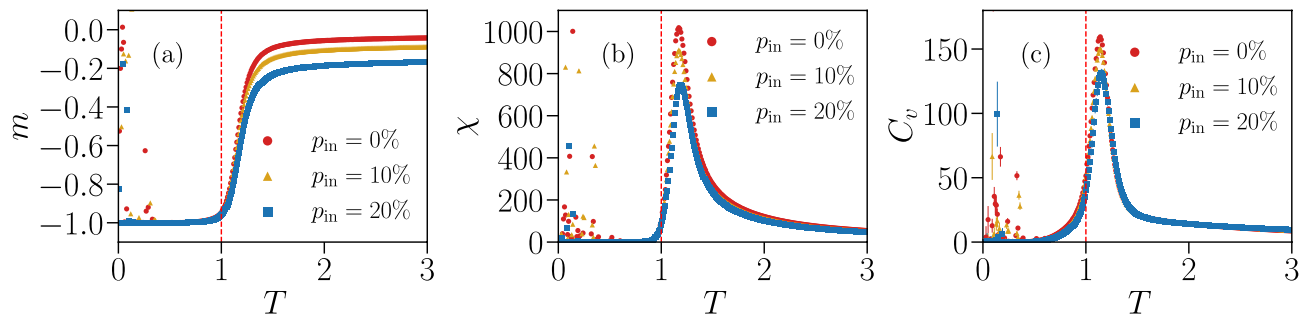 0.0
−0.2
−0.4
−0.6
−0.8
−1.0
m
(a)
p_in = 0%
p_in = 10%
p_in = 20%
0 1 2 3
T
1000
800
600
400
200
0
χ
(b)
p_in = 0%
p_in = 10%
p_in = 20%
0 1 2 3
T
150
100
50
0
C_v
(c)
p_in = 0%
p_in = 10%
p_in = 20%
0 1 2 3
T